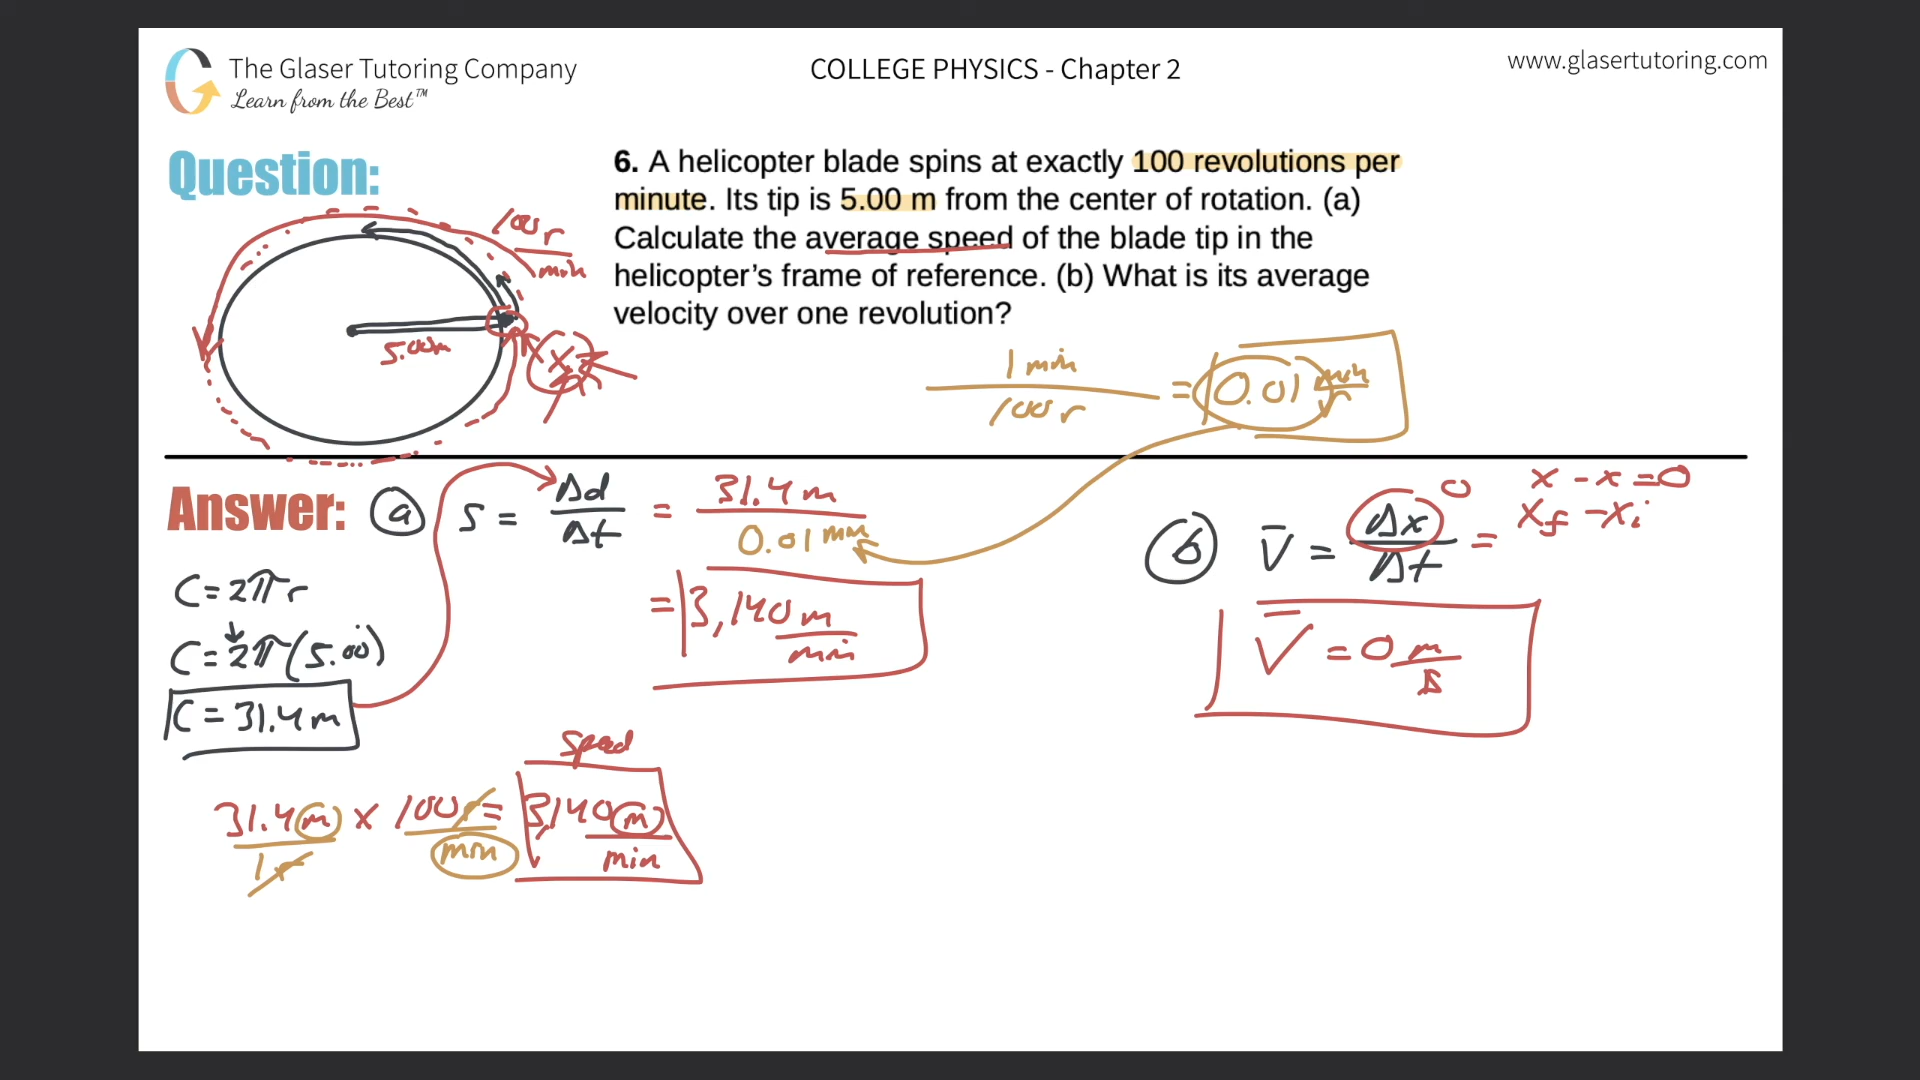 The Glaser Tutoring Company
Learn from the Best™
COLLEGE PHYSICS - Chapter 2
www.glasertutoring.com
Question:
6. A helicopter blade spins at exactly 100 revolutions per
minute. Its tip is 5.00 m from the center of rotation. (a)
Calculate the average speed of the blade tip in the
helicopter's frame of reference. (b) What is its average
velocity over one revolution?
100 r
min
5.00m
x
1 min
100 r
= 0.01 min
r
Answer:
a
S = Δd
Δt
= 31.4 m
0.01 min
= 3,140 m
min
C = 2πr
C = 2π(5.00)
C = 31.4 m
Speed
31.4 m
1 r
x 100 r
min
= 3,140 m
min
b
V̄ = Δx
Δt
=
0
x - x = 0
xf - xi
V̄ = 0 m
s